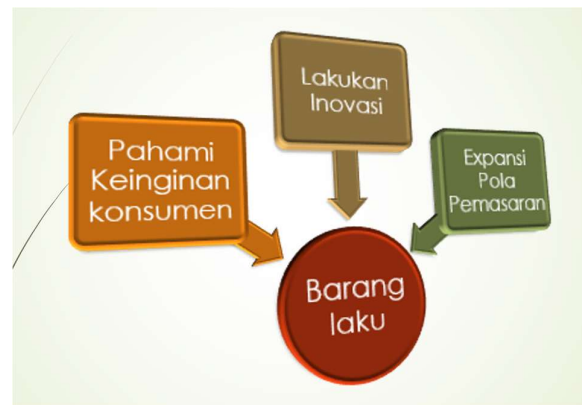 Pahami
Keinginan
konsumen
Lakukan
Inovasi
Expansi
Pola
Pemasaran
Barang
laku